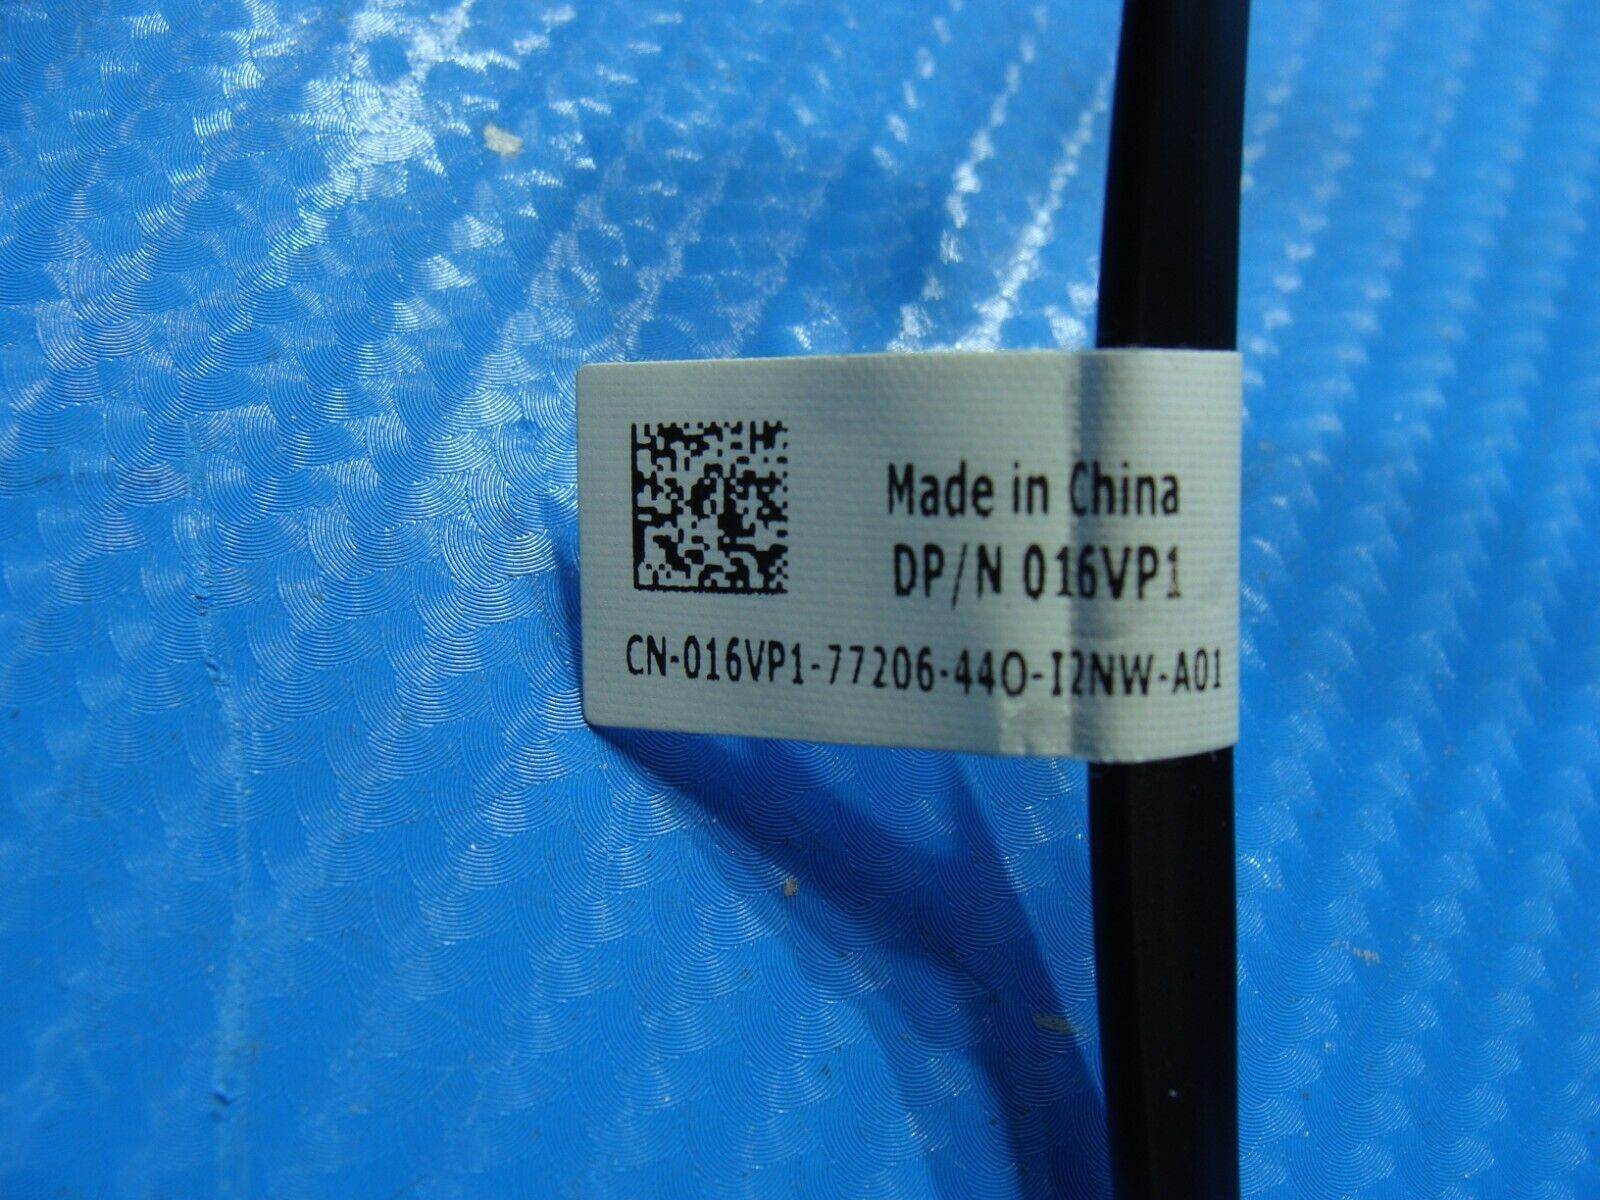 Made in China
DP/N 016VP1
CN-016VP1-77206-44O-I2NW-A01